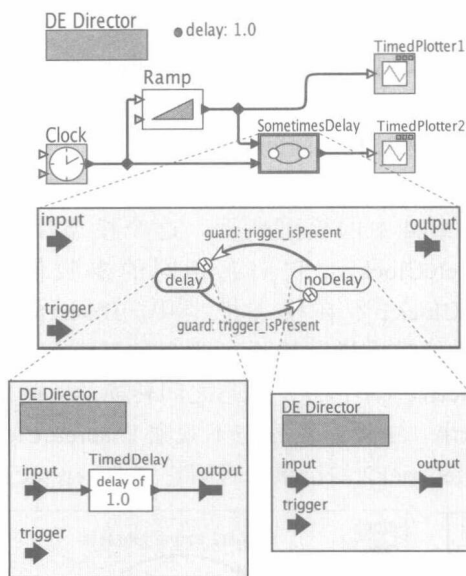 DE Director
delay: 1.0
TimedPlotter1
Ramp
Clock
SometimesDelay
TimedPlotter2
input
output
guard: trigger_isPresent
delay
noDelay
trigger
guard: trigger_isPresent
DE Director
TimedDelay
input
output
delay of
1.0
trigger
DE Director
input
output
trigger